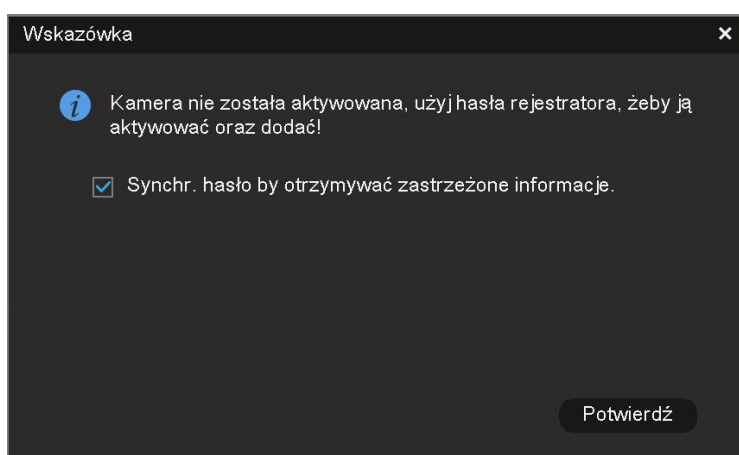 Wskazówka
Kamera nie została aktywowana, użyj hasła rejestratora, żeby ją
aktywować oraz dodać!
Synchr. hasło by otrzymywać zastrzeżone informacje.
Potwierdź